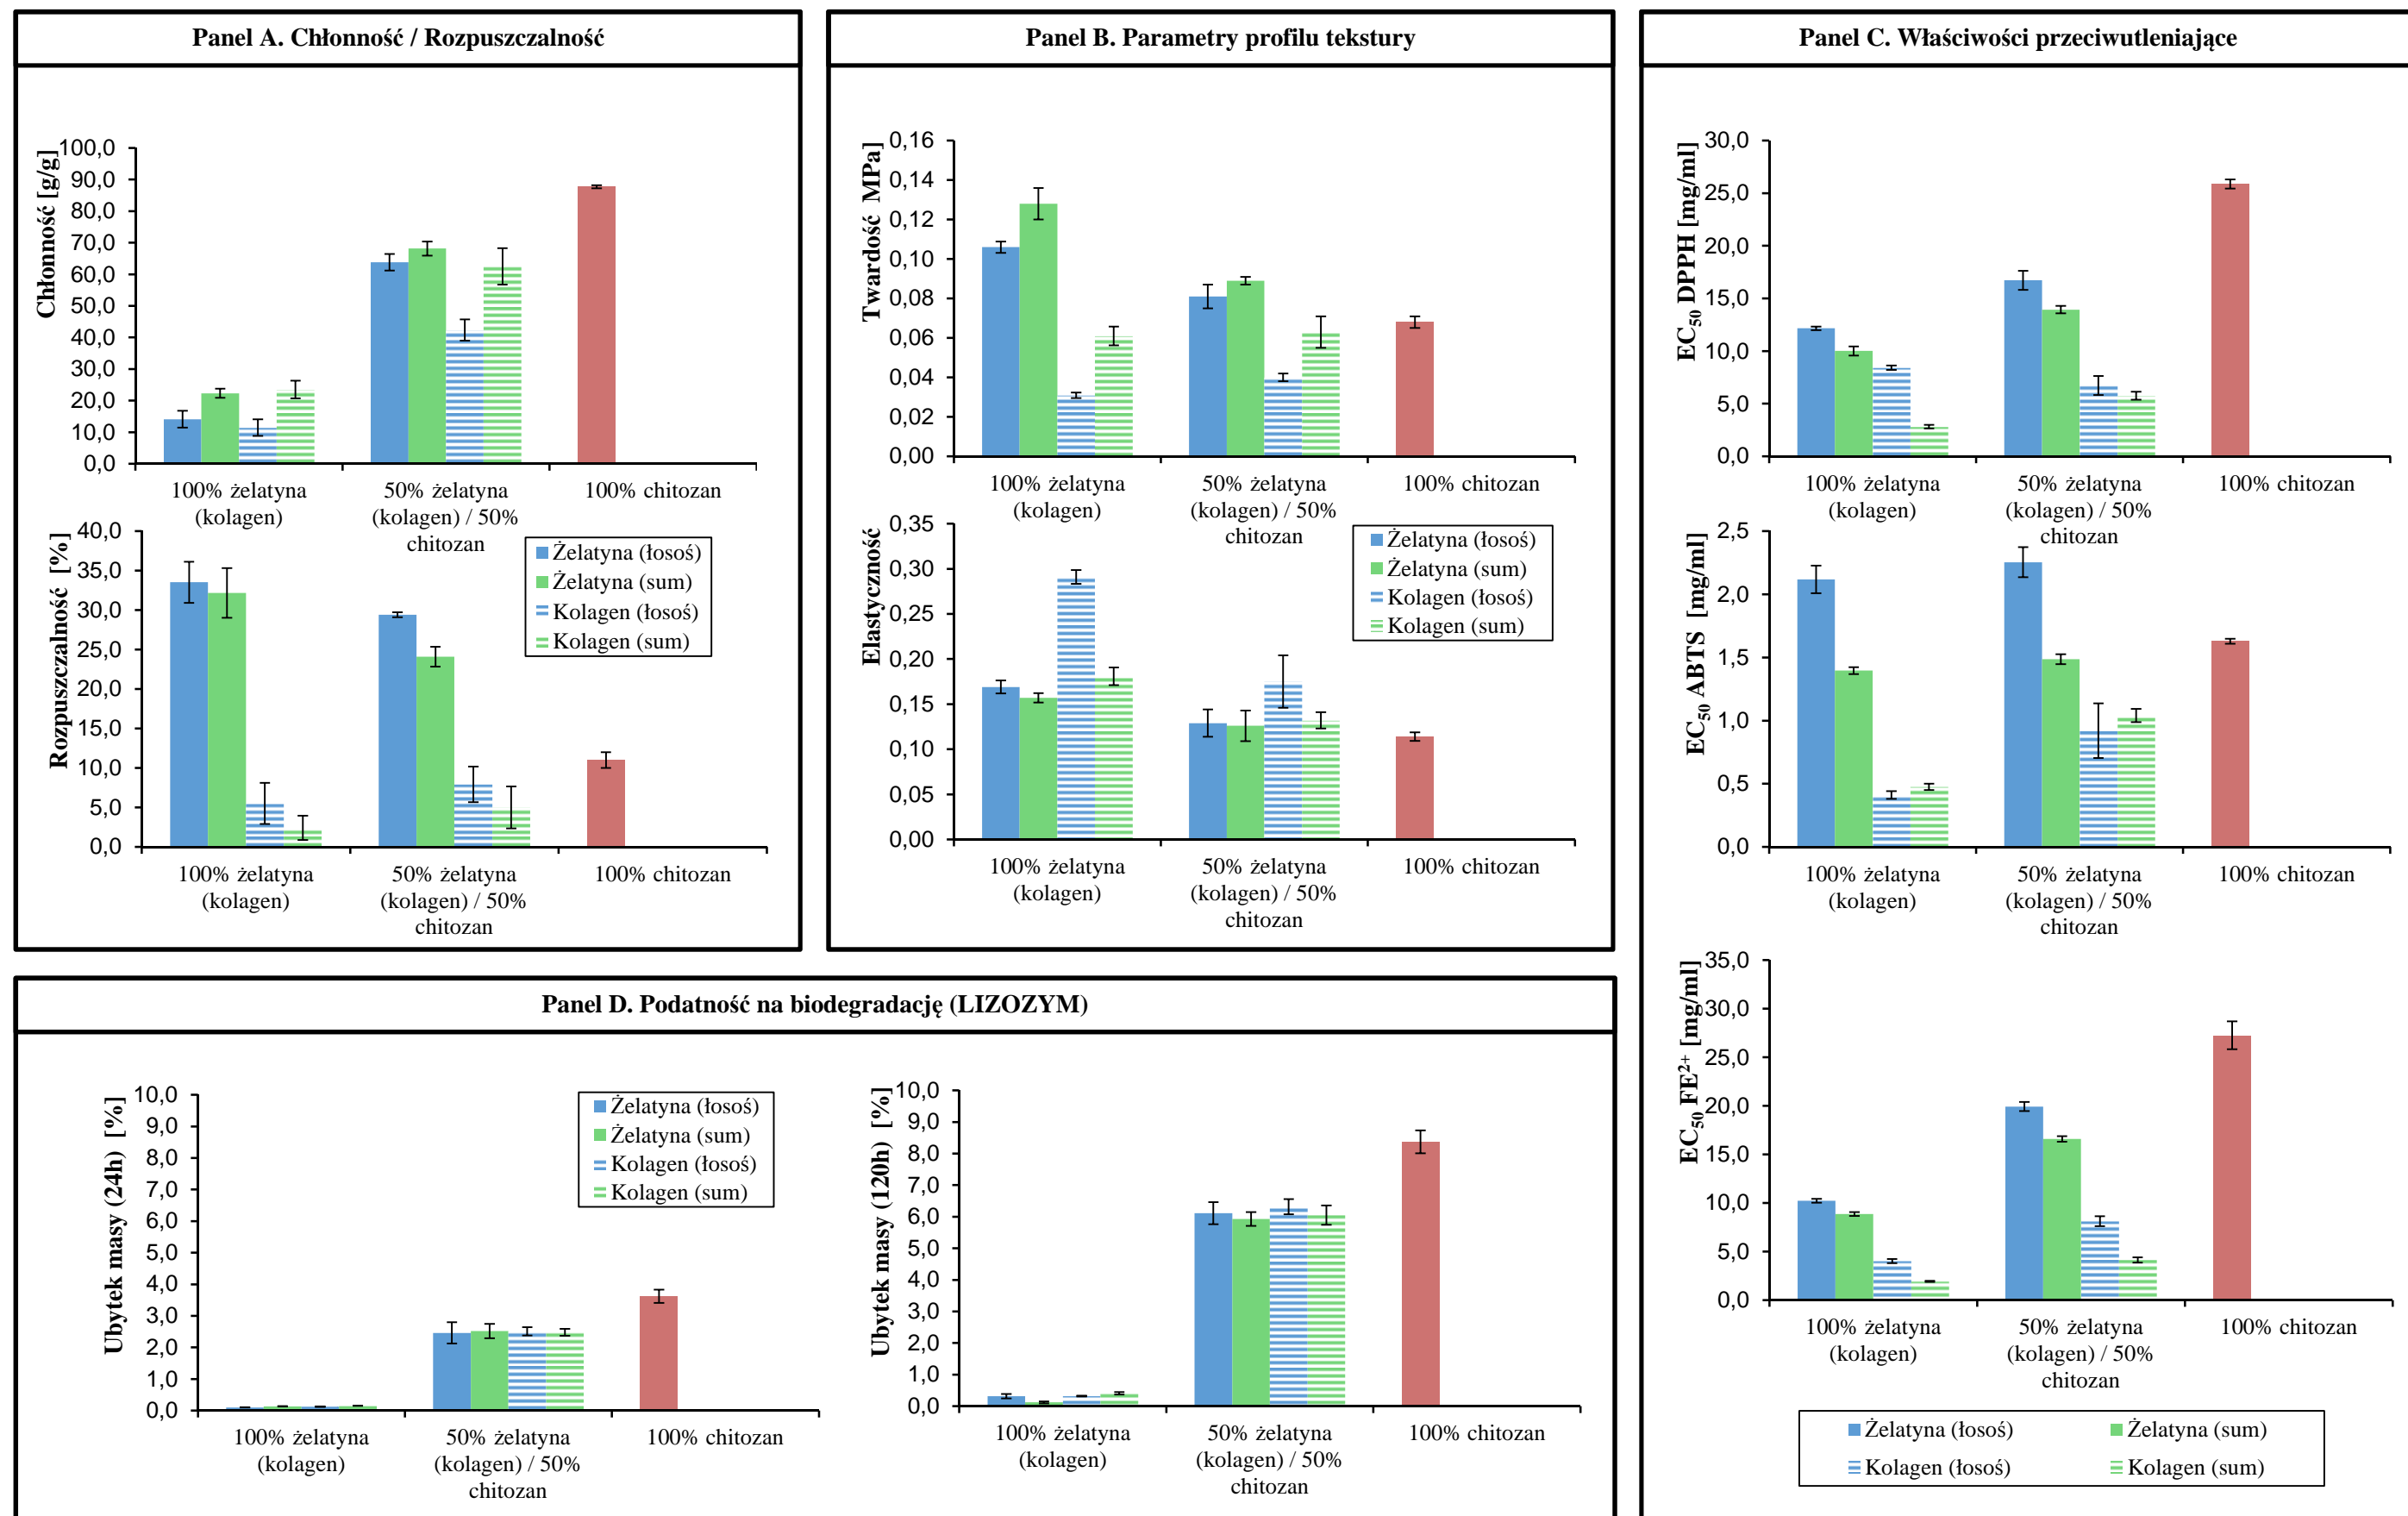 Panel A. Chłonność / Rozpuszczalność
Chłonność [g/g]
100,0
90,0
80,0
70,0
60,0
50,0
40,0
30,0
20,0
10,0
0,0
100% żelatyna
(kolagen)
50% żelatyna
(kolagen) / 50%
chitozan
100% chitozan
Rozpuszczalność [%]
40,0
35,0
30,0
25,0
20,0
15,0
10,0
5,0
0,0
Żelatyna (łosoś)
Żelatyna (sum)
Kolagen (łosoś)
Kolagen (sum)
100% żelatyna
(kolagen)
50% żelatyna
(kolagen) / 50%
chitozan
100% chitozan
Panel B. Parametry profilu tekstury
Twardość MPa]
0,16
0,14
0,12
0,10
0,08
0,06
0,04
0,02
0,00
100% żelatyna
(kolagen)
50% żelatyna
(kolagen) / 50%
chitozan
100% chitozan
Elastyczność
0,35
0,30
0,25
0,20
0,15
0,10
0,05
0,00
Żelatyna (łosoś)
Żelatyna (sum)
Kolagen (łosoś)
Kolagen (sum)
100% żelatyna
(kolagen)
50% żelatyna
(kolagen) / 50%
chitozan
100% chitozan
Panel C. Właściwości przeciwutleniające
EC₅₀ DPPH [mg/ml]
30,0
25,0
20,0
15,0
10,0
5,0
0,0
100% żelatyna
(kolagen)
50% żelatyna
(kolagen) / 50%
chitozan
100% chitozan
EC₅₀ ABTS [mg/ml]
2,5
2,0
1,5
1,0
0,5
0,0
100% żelatyna
(kolagen)
50% żelatyna
(kolagen) / 50%
chitozan
100% chitozan
EC₅₀ FE²⁺ [mg/ml]
35,0
30,0
25,0
20,0
15,0
10,0
5,0
0,0
100% żelatyna
(kolagen)
50% żelatyna
(kolagen) / 50%
chitozan
100% chitozan
Żelatyna (łosoś)
Żelatyna (sum)
Kolagen (łosoś)
Kolagen (sum)
Panel D. Podatność na biodegradację (LIZOZYM)
Ubytek masy (24h) [%]
10,0
9,0
8,0
7,0
6,0
5,0
4,0
3,0
2,0
1,0
0,0
Żelatyna (łosoś)
Żelatyna (sum)
Kolagen (łosoś)
Kolagen (sum)
100% żelatyna
(kolagen)
50% żelatyna
(kolagen) / 50%
chitozan
100% chitozan
Ubytek masy (120h) [%]
10,0
9,0
8,0
7,0
6,0
5,0
4,0
3,0
2,0
1,0
0,0
100% żelatyna
(kolagen)
50% żelatyna
(kolagen) / 50%
chitozan
100% chitozan